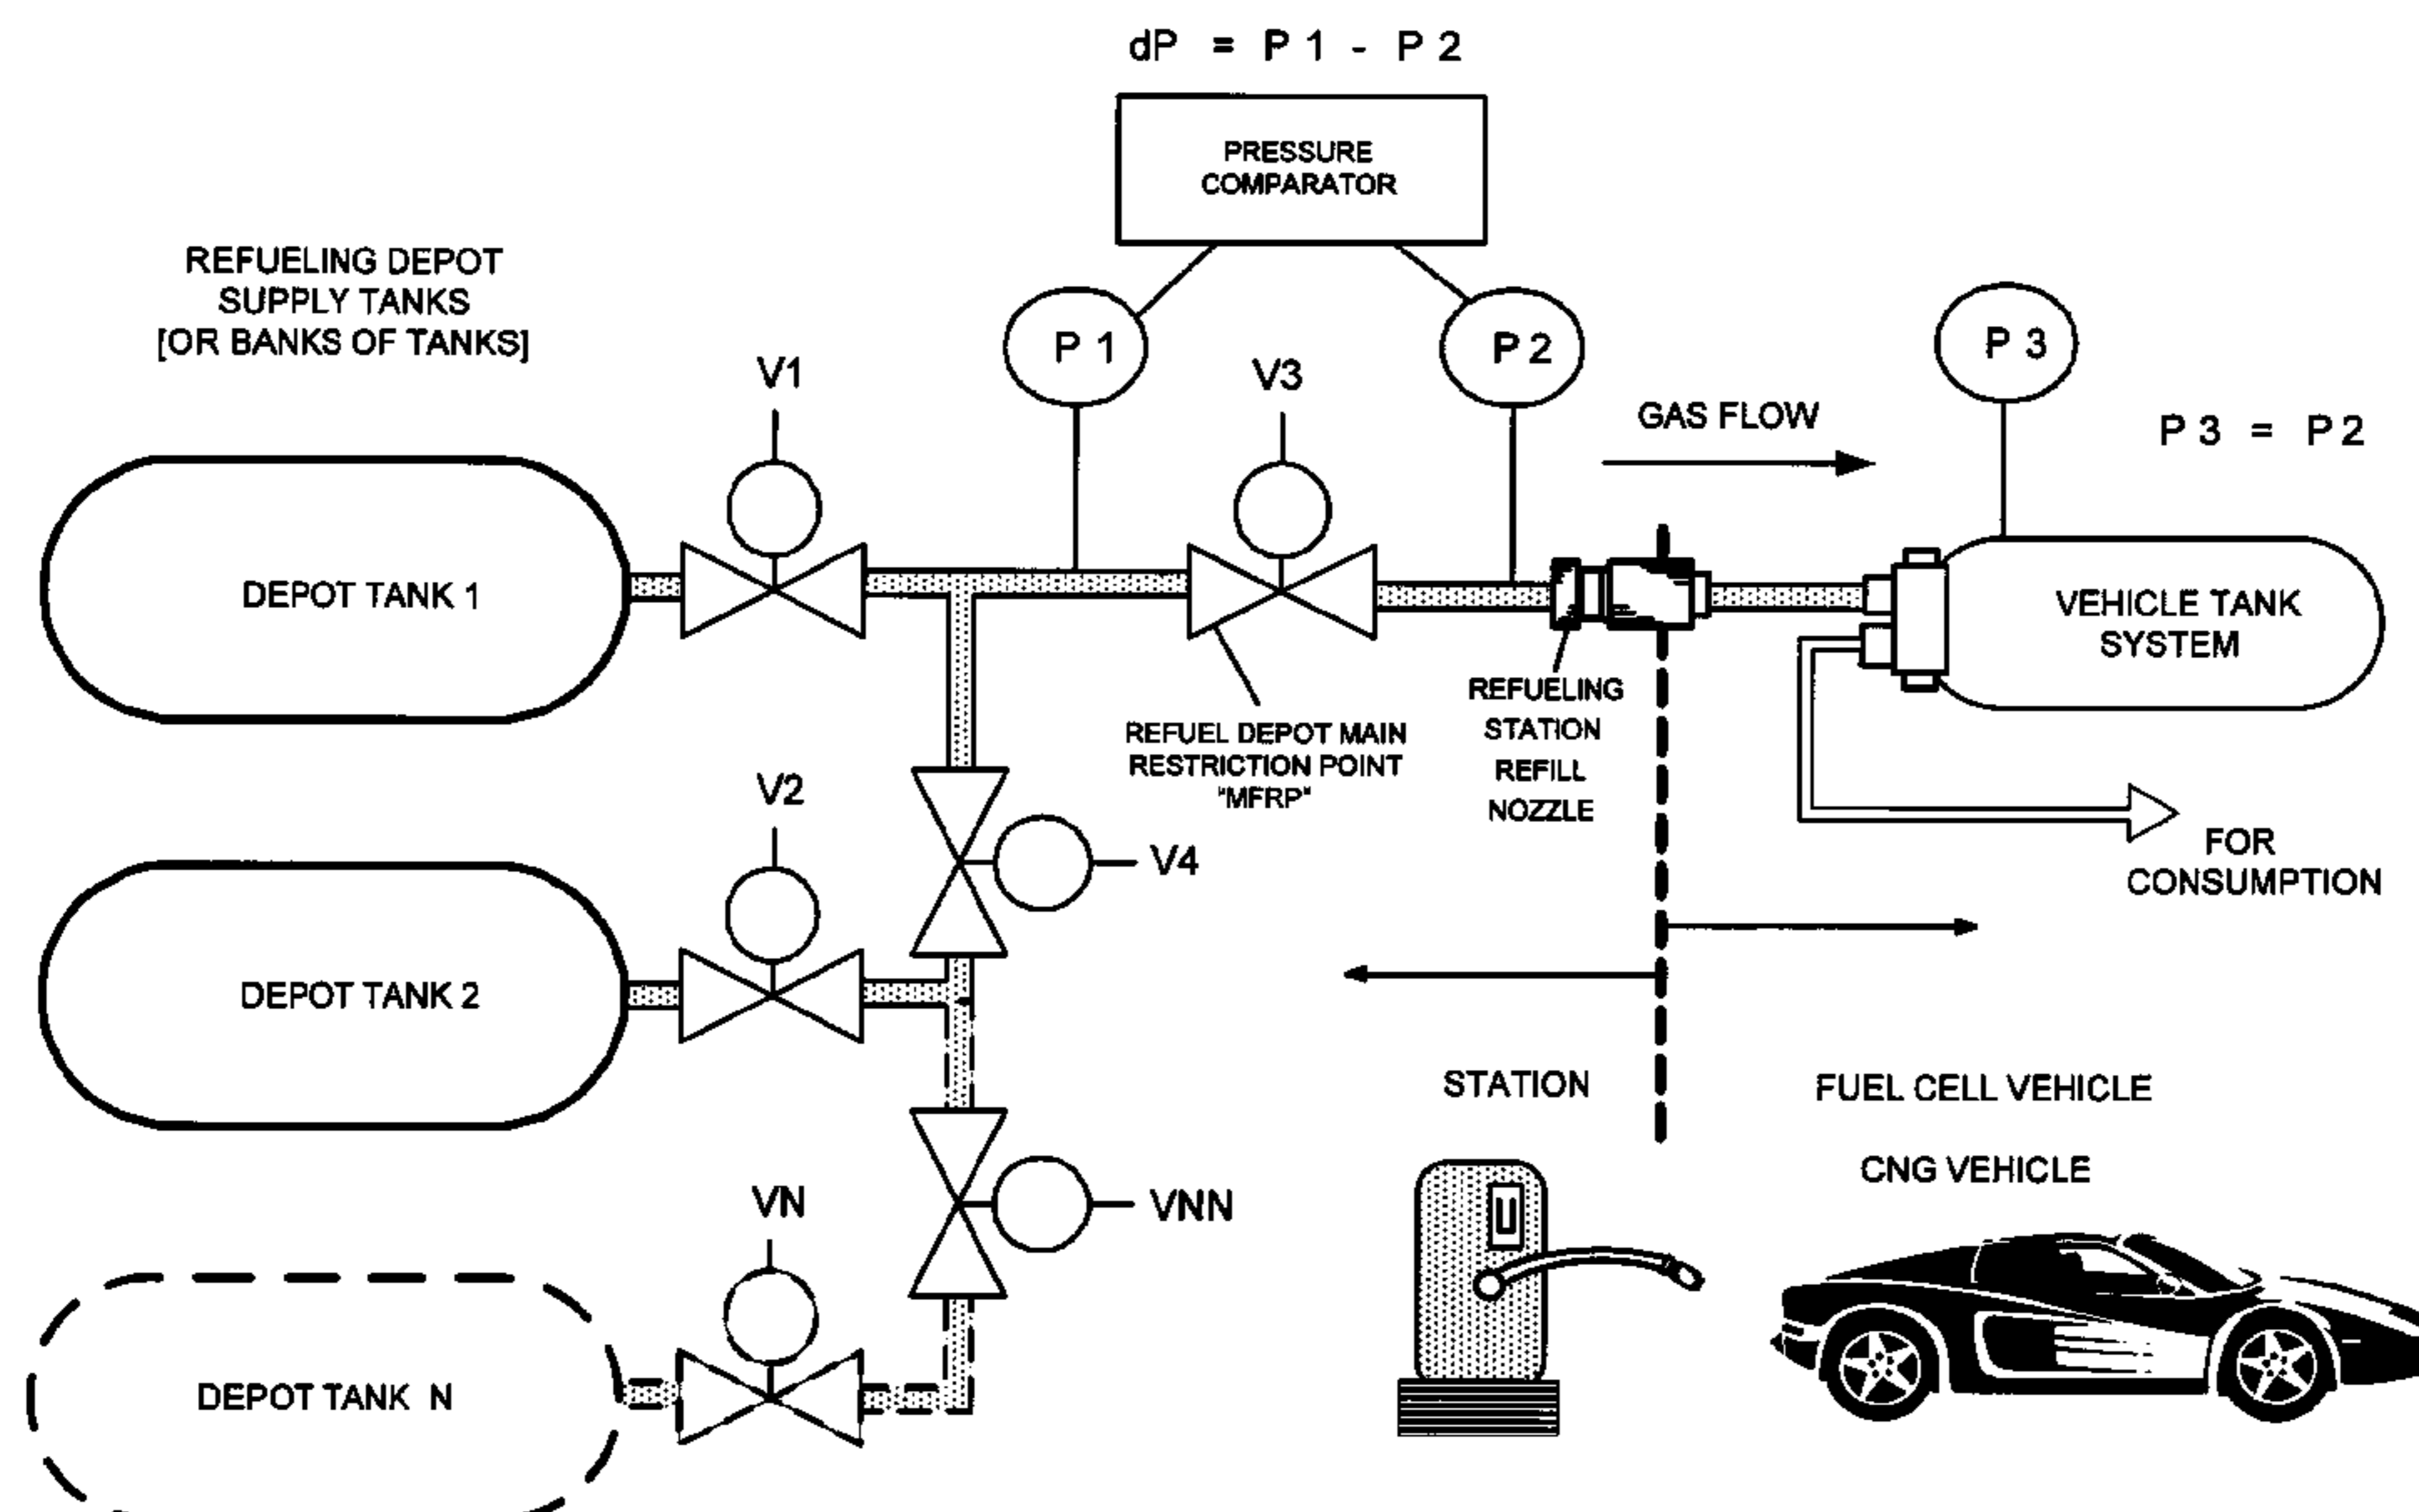 dP = P 1 - P 2
PRESSURE
COMPARATOR
REFUELING DEPOT
SUPPLY TANKS
[OR BANKS OF TANKS]
V1
P 1
V3
P 2
GAS FLOW
P 3
P 3 = P 2
DEPOT TANK 1
VEHICLE TANK
SYSTEM
REFUEL DEPOT MAIN
RESTRICTION POINT
"MFRP"
REFUELING
STATION
REFILL
NOZZLE
V2
V4
FOR
CONSUMPTION
DEPOT TANK 2
STATION
FUEL CELL VEHICLE
CNG VEHICLE
VN
VNN
DEPOT TANK N